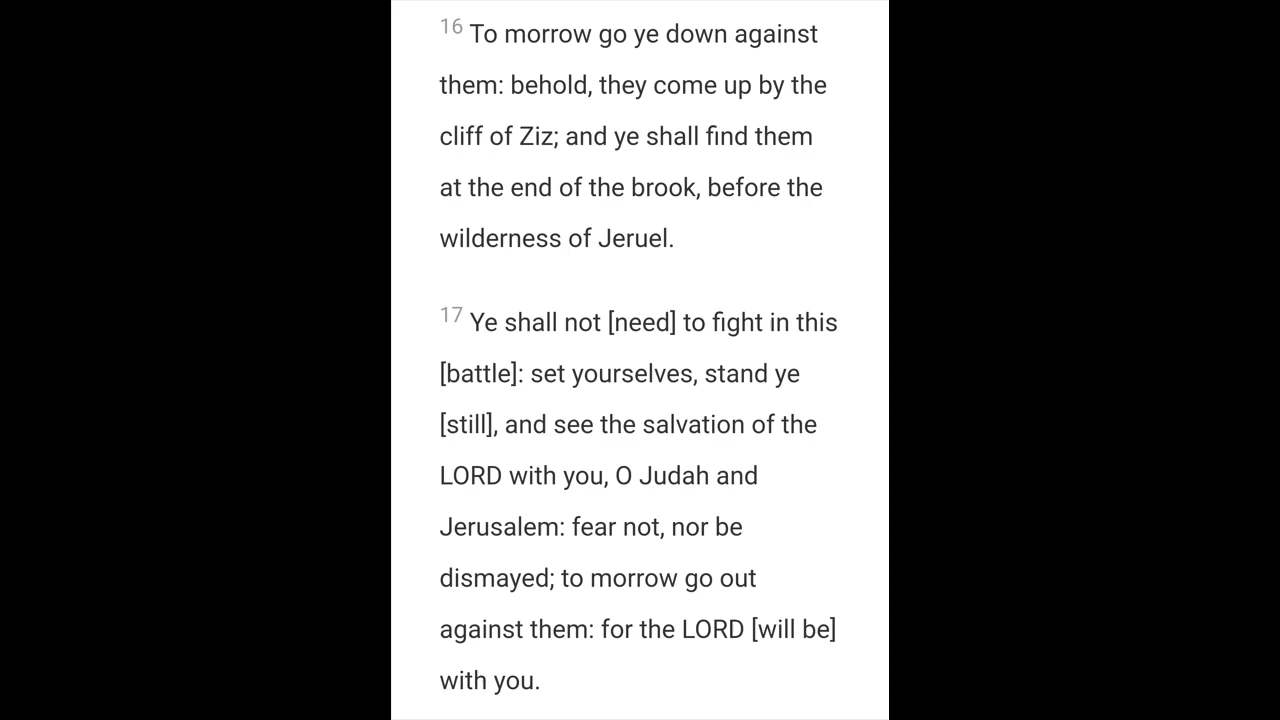 16 To morrow go ye down against
them: behold, they come up by the
cliff of Ziz; and ye shall find them
at the end of the brook, before the
wilderness of Jeruel.
17 Ye shall not [need] to fight in this
[battle]: set yourselves, stand ye
[still], and see the salvation of the
LORD with you, O Judah and
Jerusalem: fear not, nor be
dismayed; to morrow go out
against them: for the LORD [will be]
with you.